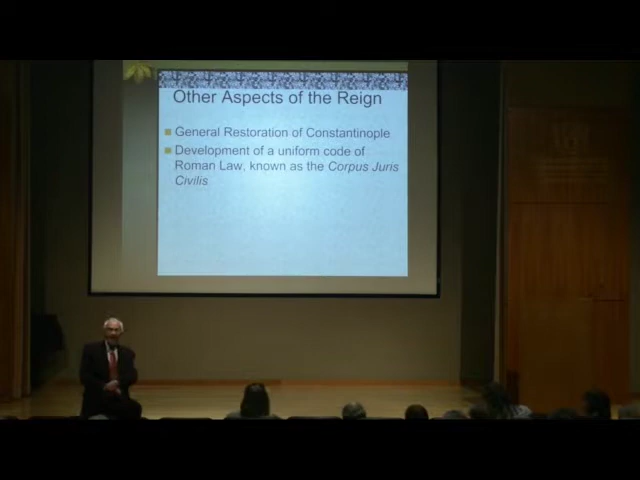 Other Aspects of the Reign
General Restoration of Constantinople
Development of a uniform code of
Roman Law, known as the Corpus Juris
Civilis